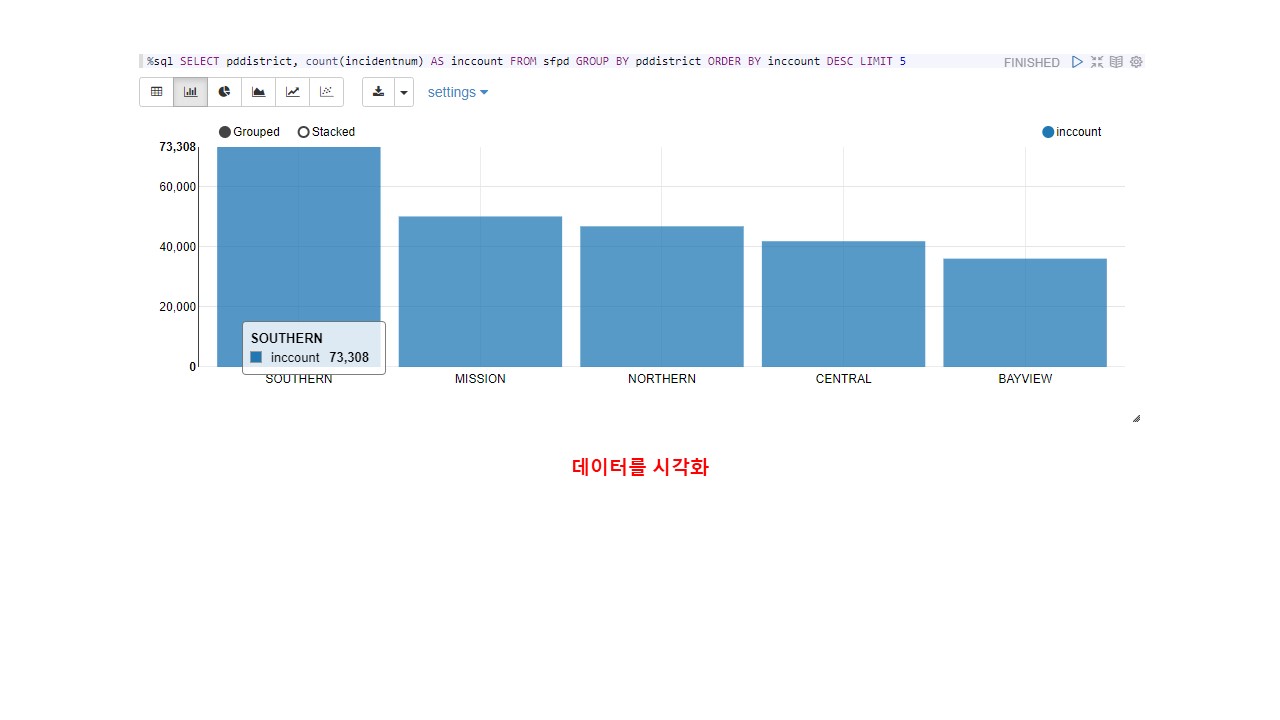 %sql SELECT pddistrict, count(incidentnum) AS inccount FROM sfpd GROUP BY pddistrict ORDER BY inccount DESC LIMIT 5
FINISHED
settings
Grouped Stacked
inccount
73,308
60,000
40,000
20,000
0
SOUTHERN
inccount 73,308
SOUTHERN MISSION NORTHERN CENTRAL BAYVIEW
데이터를 시각화